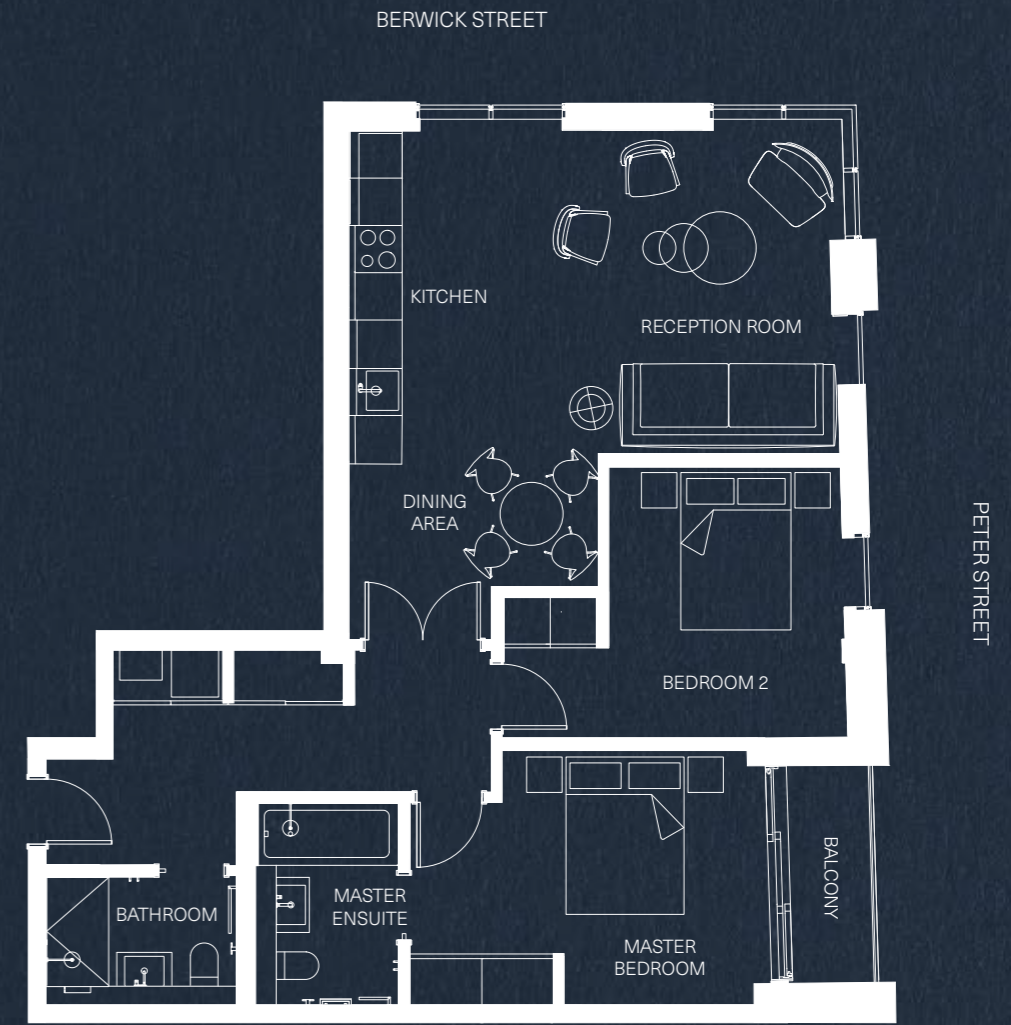 BERWICK STREET
KITCHEN
RECEPTION ROOM
DINING
AREA
PETER STREET
BEDROOM 2
BALCONY
MASTER
ENSUITE
BATHROOM
MASTER
BEDROOM